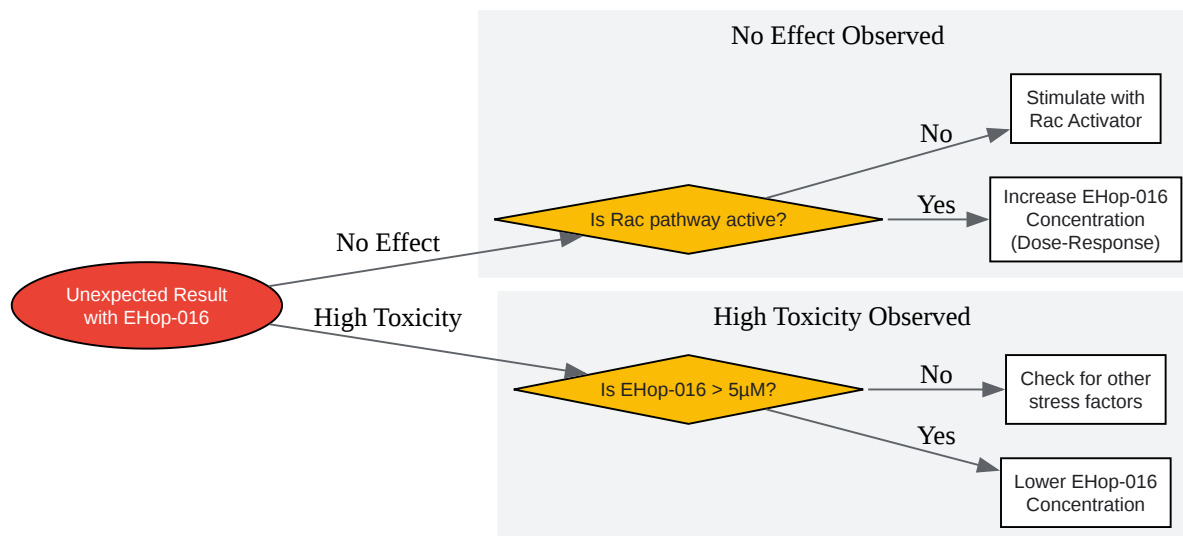 Unexpected Result
with EHop-016
No Effect
High Toxicity
No Effect Observed
Is Rac pathway active?
No
Stimulate with
Rac Activator
Yes
Increase EHop-016
Concentration
(Dose-Response)
High Toxicity Observed
Is EHop-016 > 5µM?
No
Check for other
stress factors
Yes
Lower EHop-016
Concentration